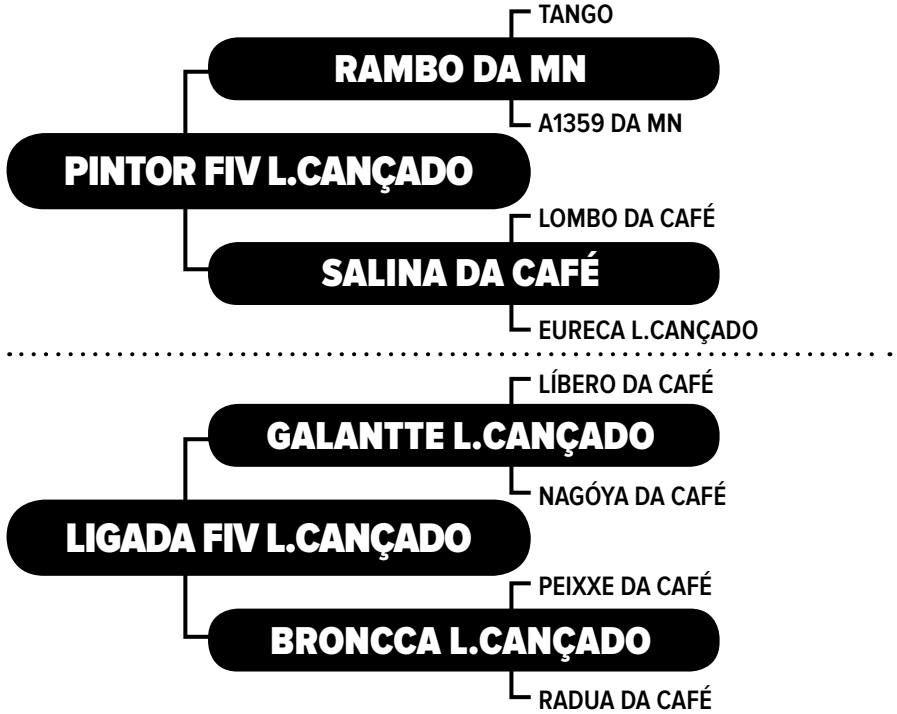 TANGO
RAMBO DA MN
A1359 DA MN
PINTOR FIV L.CANÇADO
LOMBO DA CAFÉ
SALINA DA CAFÉ
EURECA L.CANÇADO
LÍBERO DA CAFÉ
GALANTTE L.CANÇADO
NAGÓYA DA CAFÉ
LIGADA FIV L.CANÇADO
PEIXXE DA CAFÉ
BRONCCA L.CANÇADO
RADUA DA CAFÉ